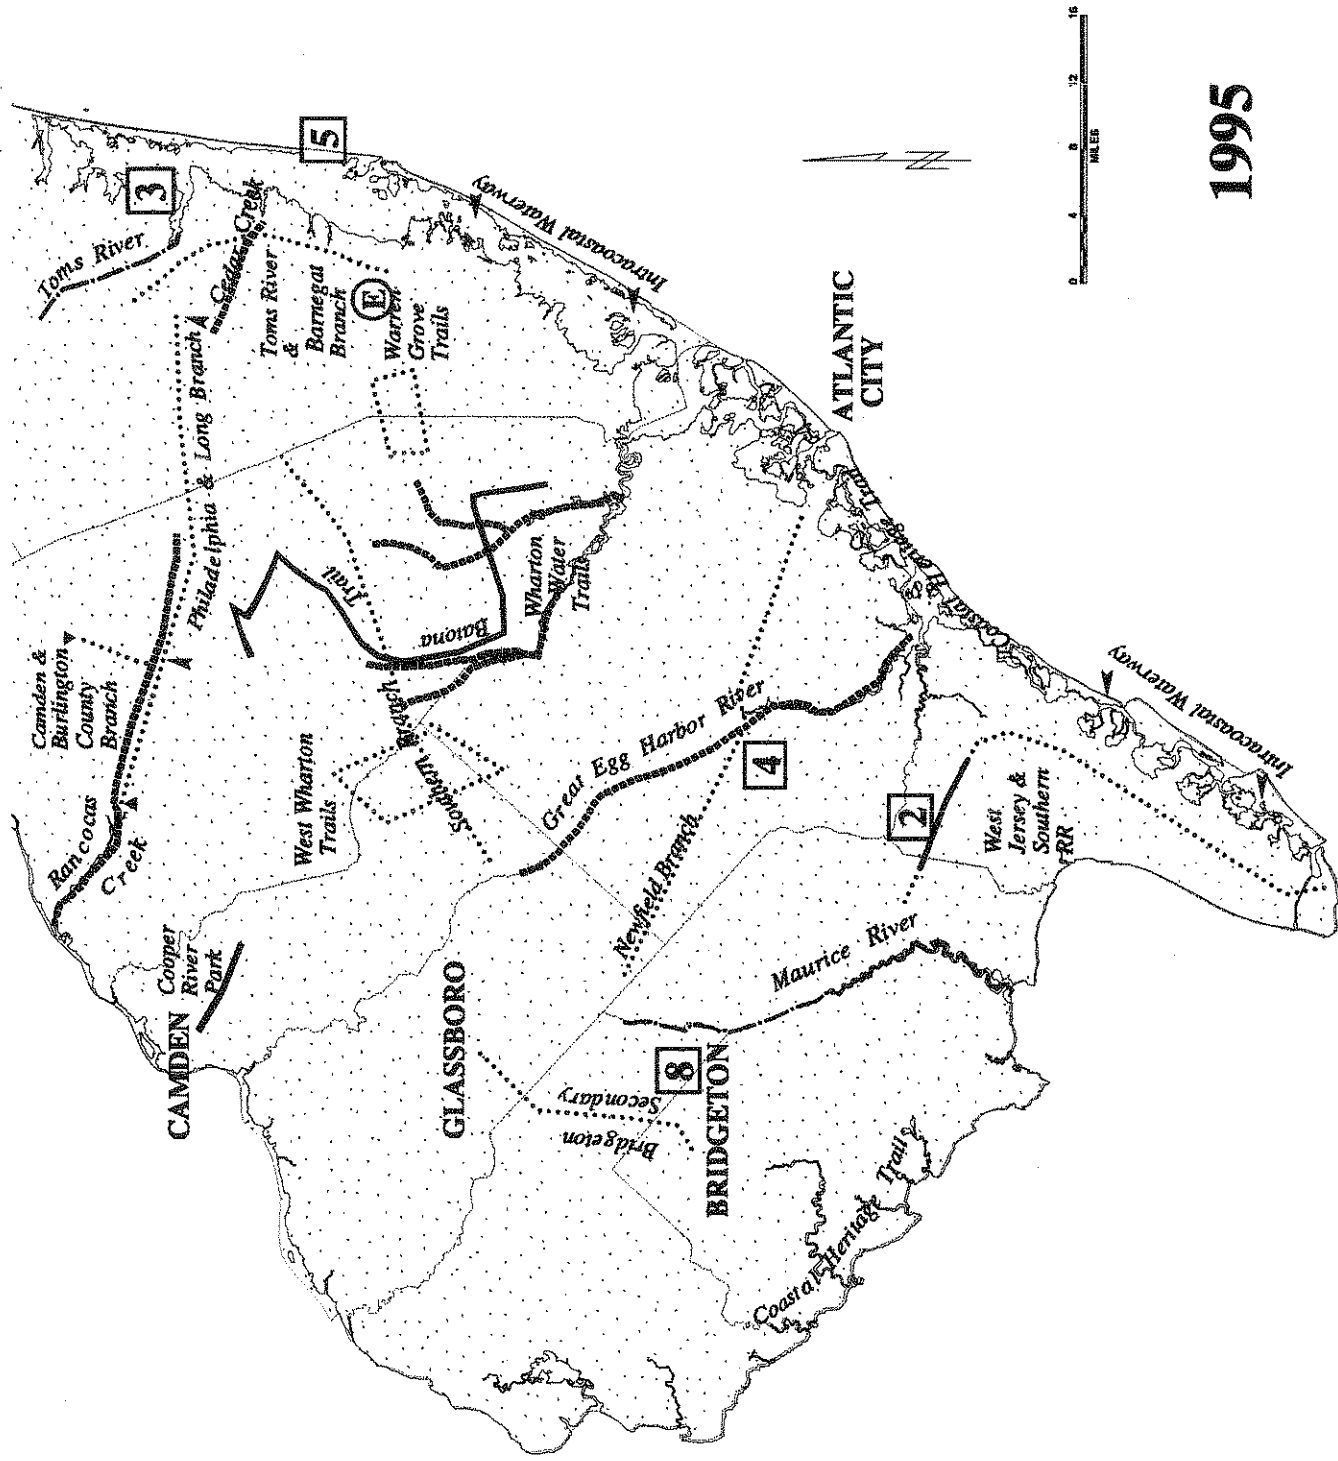 Toms River
3
5
Cedar Creek
Toms River
&
Barnegat
Branch
E
Warren
Grove
Trails
Intracoastal Waterway
Philadelphia & Long Branch
Camden &
Burlington
County
Branch
Rancocas
Creek
Batona
Trail
Wharton
Water
Trails
West Wharton
Trails
Southern Branch
CAMDEN
Cooper
River
Park
GLASSBORO
Great Egg Harbor River
Newfield Branch
4
ATLANTIC
CITY
Coastal Heritage Trail
2
West
Jersey &
Southern
RR
Intracoastal Waterway
Maurice River
8
Bridgeton
Secondary
BRIDGETON
Coastal Heritage Trail
0 4 8 12 16
MILES
N
1995